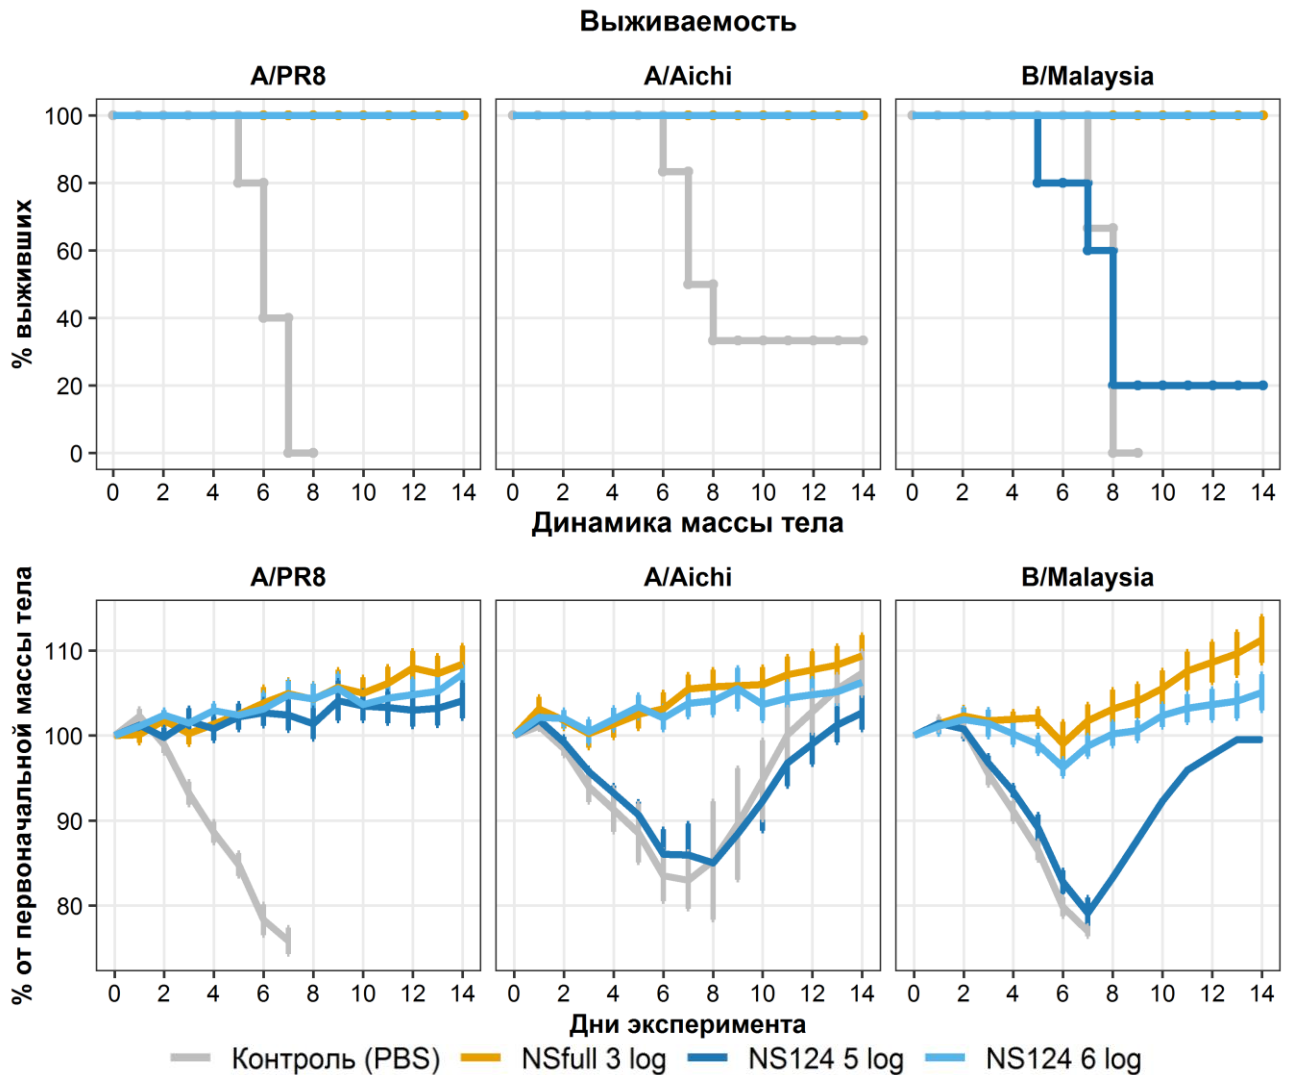 Выживаемость
A/PR8 A/Aichi B/Malaysia
% выживших
100
80
60
40
20
0
0 2 4 6 8 10 12 14 0 2 4 6 8 10 12 14 0 2 4 6 8 10 12 14
Динамика массы тела
A/PR8 A/Aichi B/Malaysia
% от первоначальной массы тела
110
100
90
80
0 2 4 6 8 10 12 14 0 2 4 6 8 10 12 14 0 2 4 6 8 10 12 14
Дни эксперимента
Контроль (PBS) NSfull 3 log NS124 5 log NS124 6 log